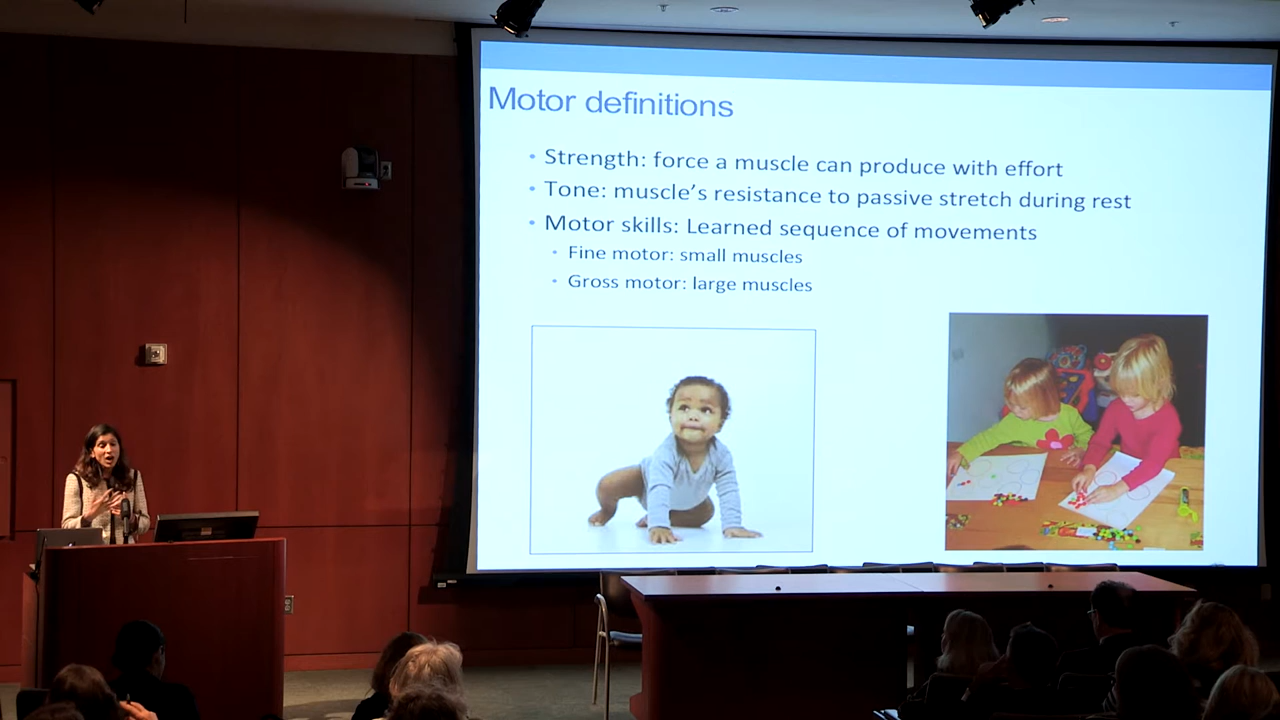 Motor definitions
• Strength: force a muscle can produce with effort
• Tone: muscle’s resistance to passive stretch during rest
• Motor skills: Learned sequence of movements
• Fine motor: small muscles
• Gross motor: large muscles